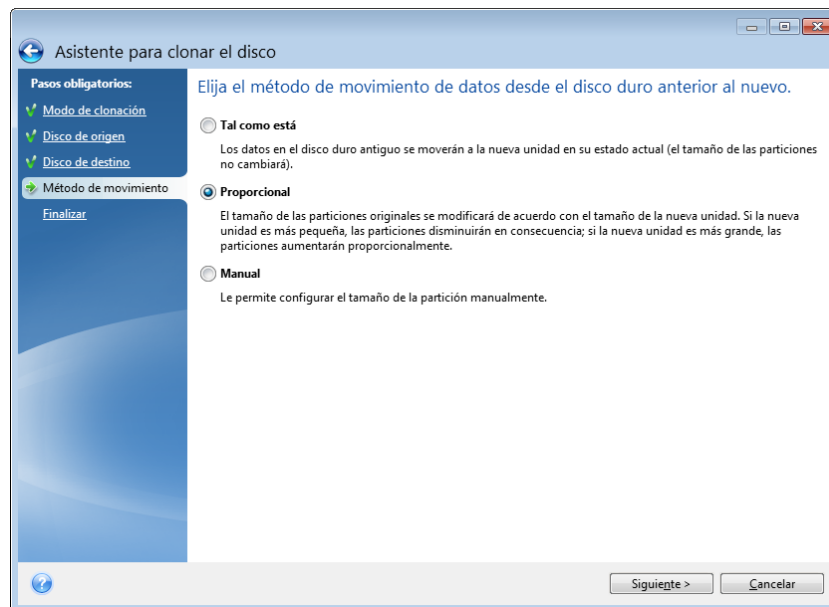 Asistente para clonar el disco
Pasos obligatorios:
Modo de clonación
Disco de origen
Disco de destino
Método de movimiento
Finalizar
Elija el método de movimiento de datos desde el disco duro anterior al nuevo.
Tal como está
Los datos en el disco duro antiguo se moverán a la nueva unidad en su estado actual (el tamaño de las particiones
no cambiará).
Proporcional
El tamaño de las particiones originales se modificará de acuerdo con el tamaño de la nueva unidad. Si la nueva
unidad es más pequeña, las particiones disminuirán en consecuencia; si la nueva unidad es más grande, las
particiones aumentarán proporcionalmente.
Manual
Le permite configurar el tamaño de la partición manualmente.
Siguiente >
Cancelar